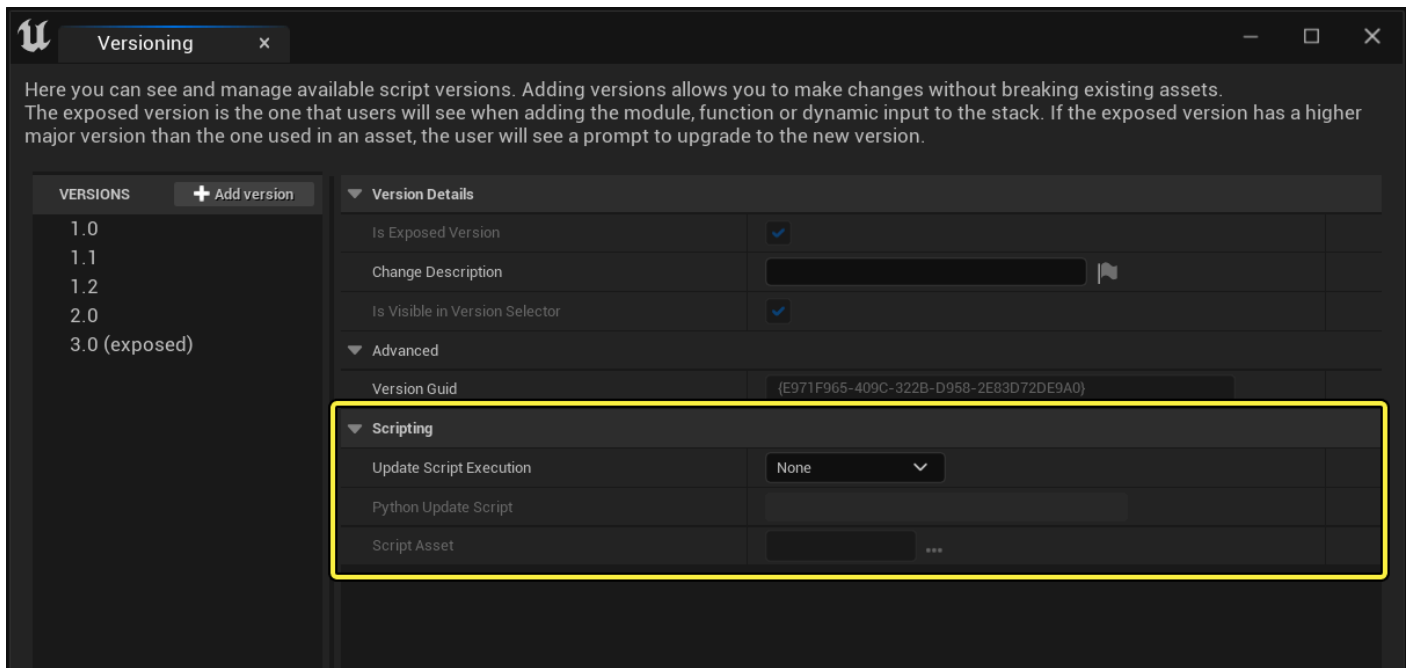 Versioning
Here you can see and manage available script versions. Adding versions allows you to make changes without breaking existing assets.
The exposed version is the one that users will see when adding the module, function or dynamic input to the stack. If the exposed version has a higher
major version than the one used in an asset, the user will see a prompt to upgrade to the new version.
VERSIONS
Add version
1.0
1.1
1.2
2.0
3.0 (exposed)
Version Details
Is Exposed Version
Change Description
Is Visible in Version Selector
Advanced
Version Guid {E971F965-409C-322B-D958-2E83D72DE9A0}
Scripting
Update Script Execution None
Python Update Script
Script Asset